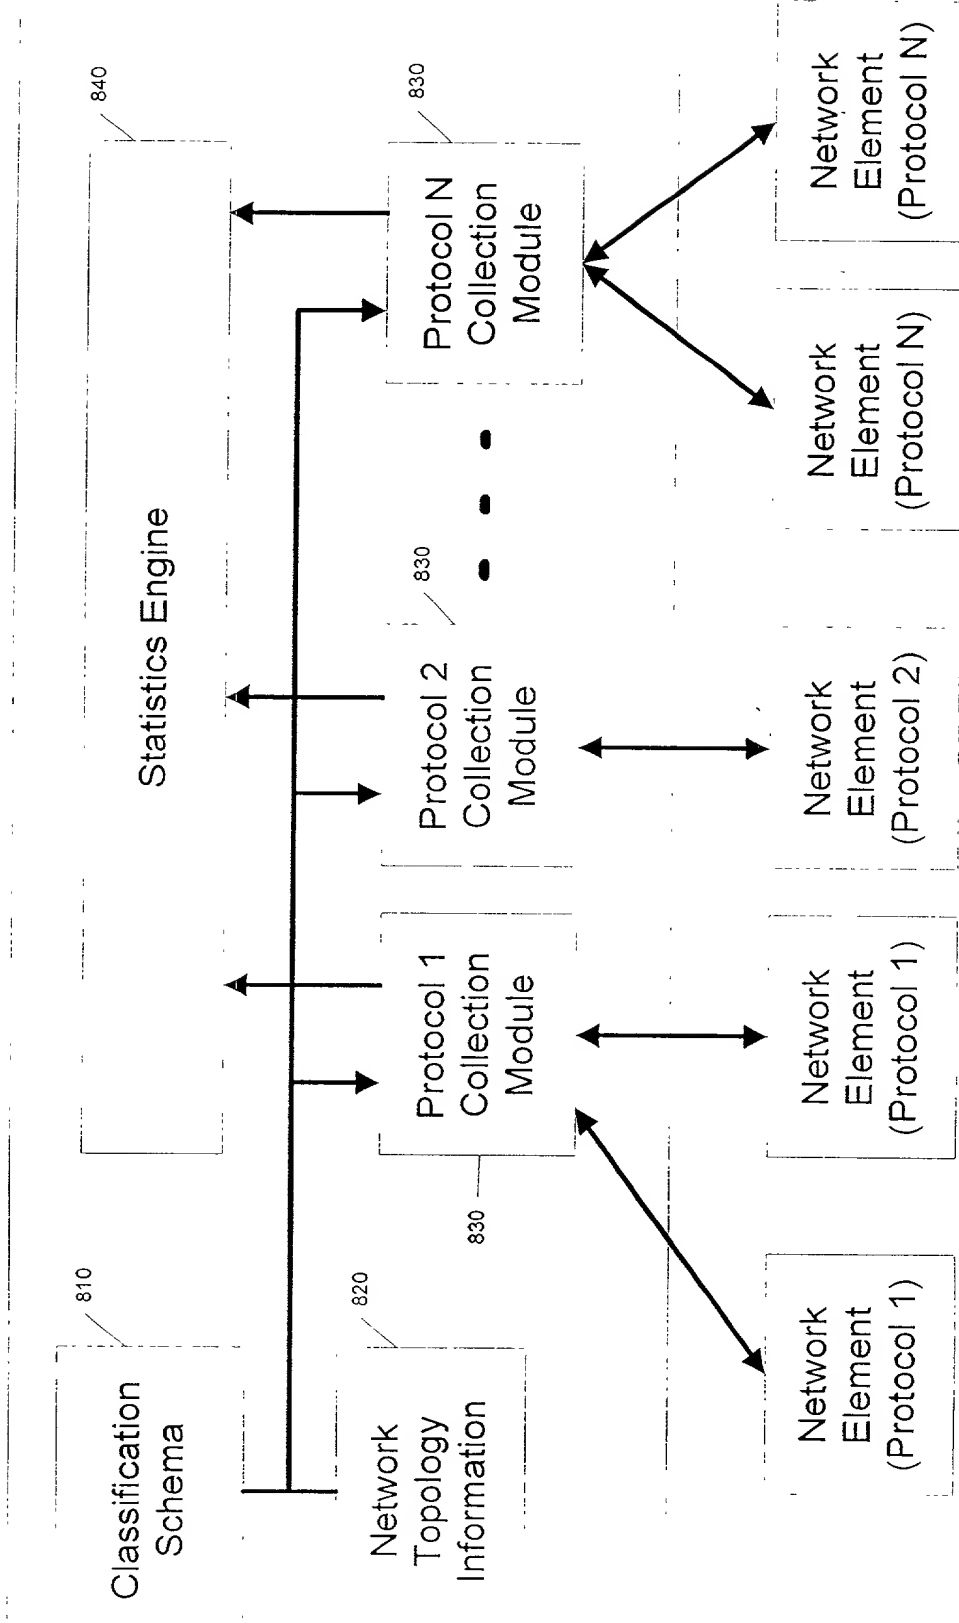 Classification
Schema
810
Network
Topology
Information
820
Statistics Engine
840
Protocol 1
Collection
Module
830
Protocol 2
Collection
Module
830
Protocol N
Collection
Module
830
Network
Element
(Protocol 1)
Network
Element
(Protocol 1)
Network
Element
(Protocol 2)
Network
Element
(Protocol N)
Network
Element
(Protocol N)